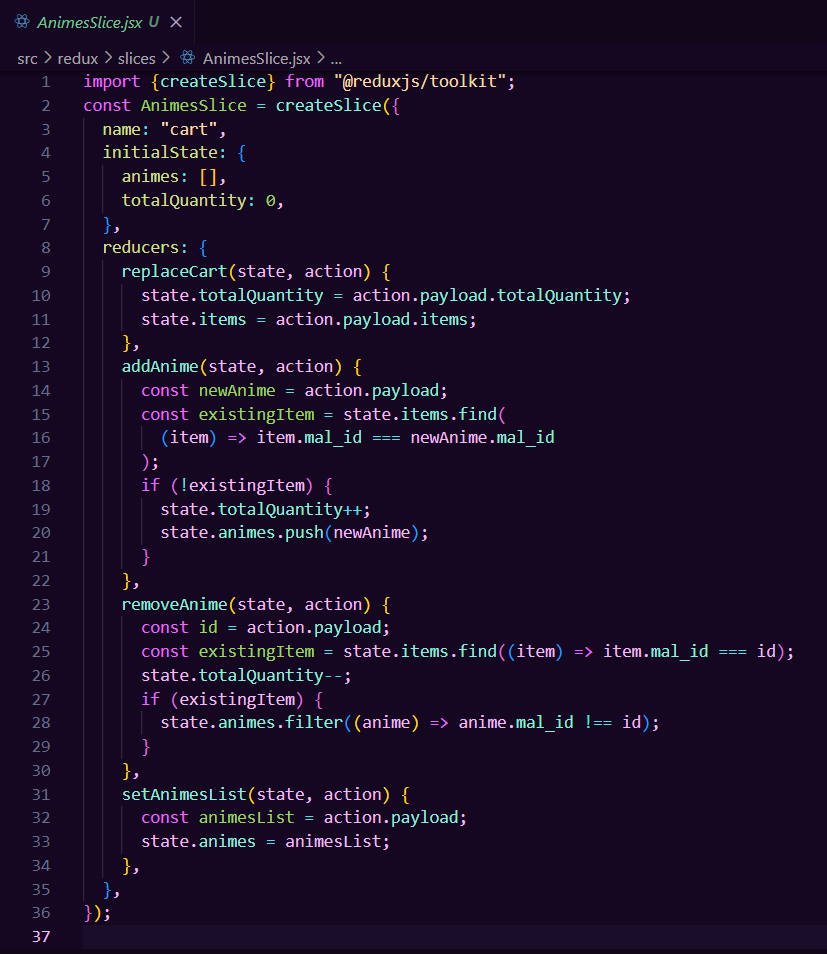 AnimesSlice.jsx U ×
src > redux > slices > AnimesSlice.jsx > ...
1 import {createSlice} from "@reduxjs/toolkit";
2 const AnimesSlice = createSlice({
3 name: "cart",
4 initialState: {
5 animes: [],
6 totalQuantity: 0,
7 },
8 reducers: {
9 replaceCart(state, action) {
10 state.totalQuantity = action.payload.totalQuantity;
11 state.items = action.payload.items;
12 },
13 addAnime(state, action) {
14 const newAnime = action.payload;
15 const existingItem = state.items.find(
16 (item) => item.mal_id === newAnime.mal_id
17 );
18 if (!existingItem) {
19 state.totalQuantity++;
20 state.animes.push(newAnime);
21 }
22 },
23 removeAnime(state, action) {
24 const id = action.payload;
25 const existingItem = state.items.find((item) => item.mal_id === id);
26 state.totalQuantity--;
27 if (existingItem) {
28 state.animes.filter((anime) => anime.mal_id !== id);
29 }
30 },
31 setAnimesList(state, action) {
32 const animesList = action.payload;
33 state.animes = animesList;
34 },
35 },
36 });
37